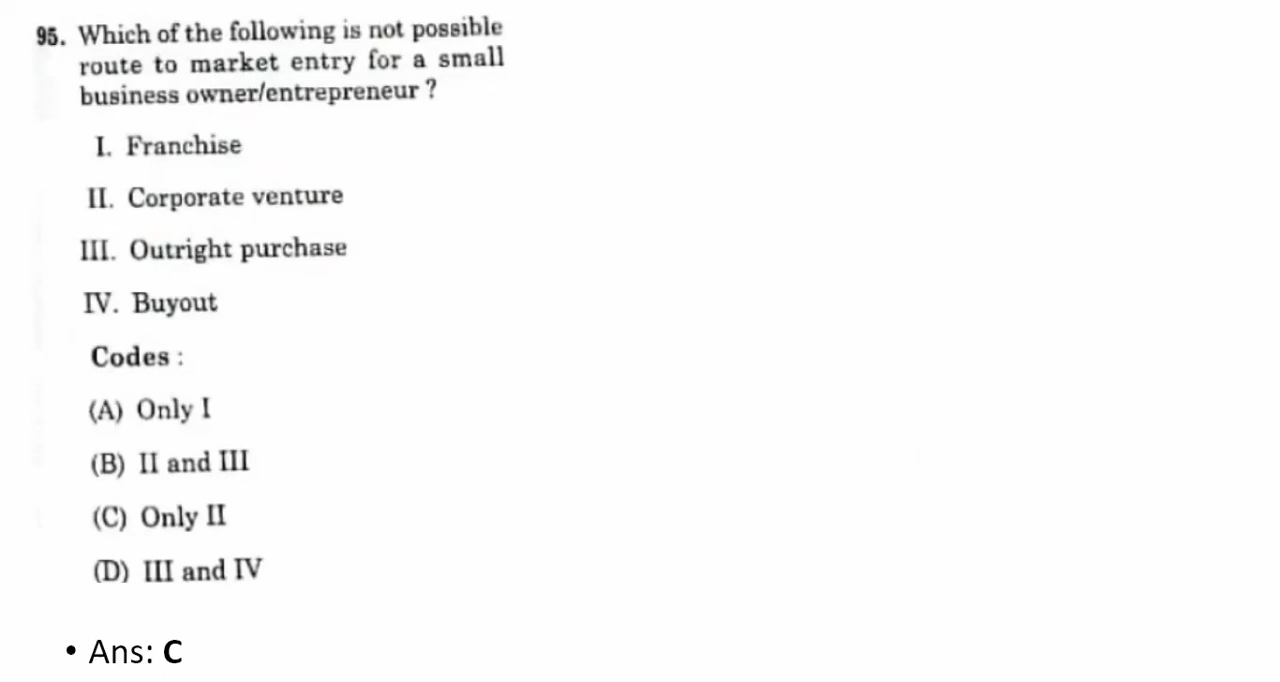 95. Which of the following is not possible
route to market entry for a small
business owner/entrepreneur ?
I. Franchise
II. Corporate venture
III. Outright purchase
IV. Buyout
Codes :
(A) Only I
(B) II and III
(C) Only II
(D) III and IV
• Ans: C